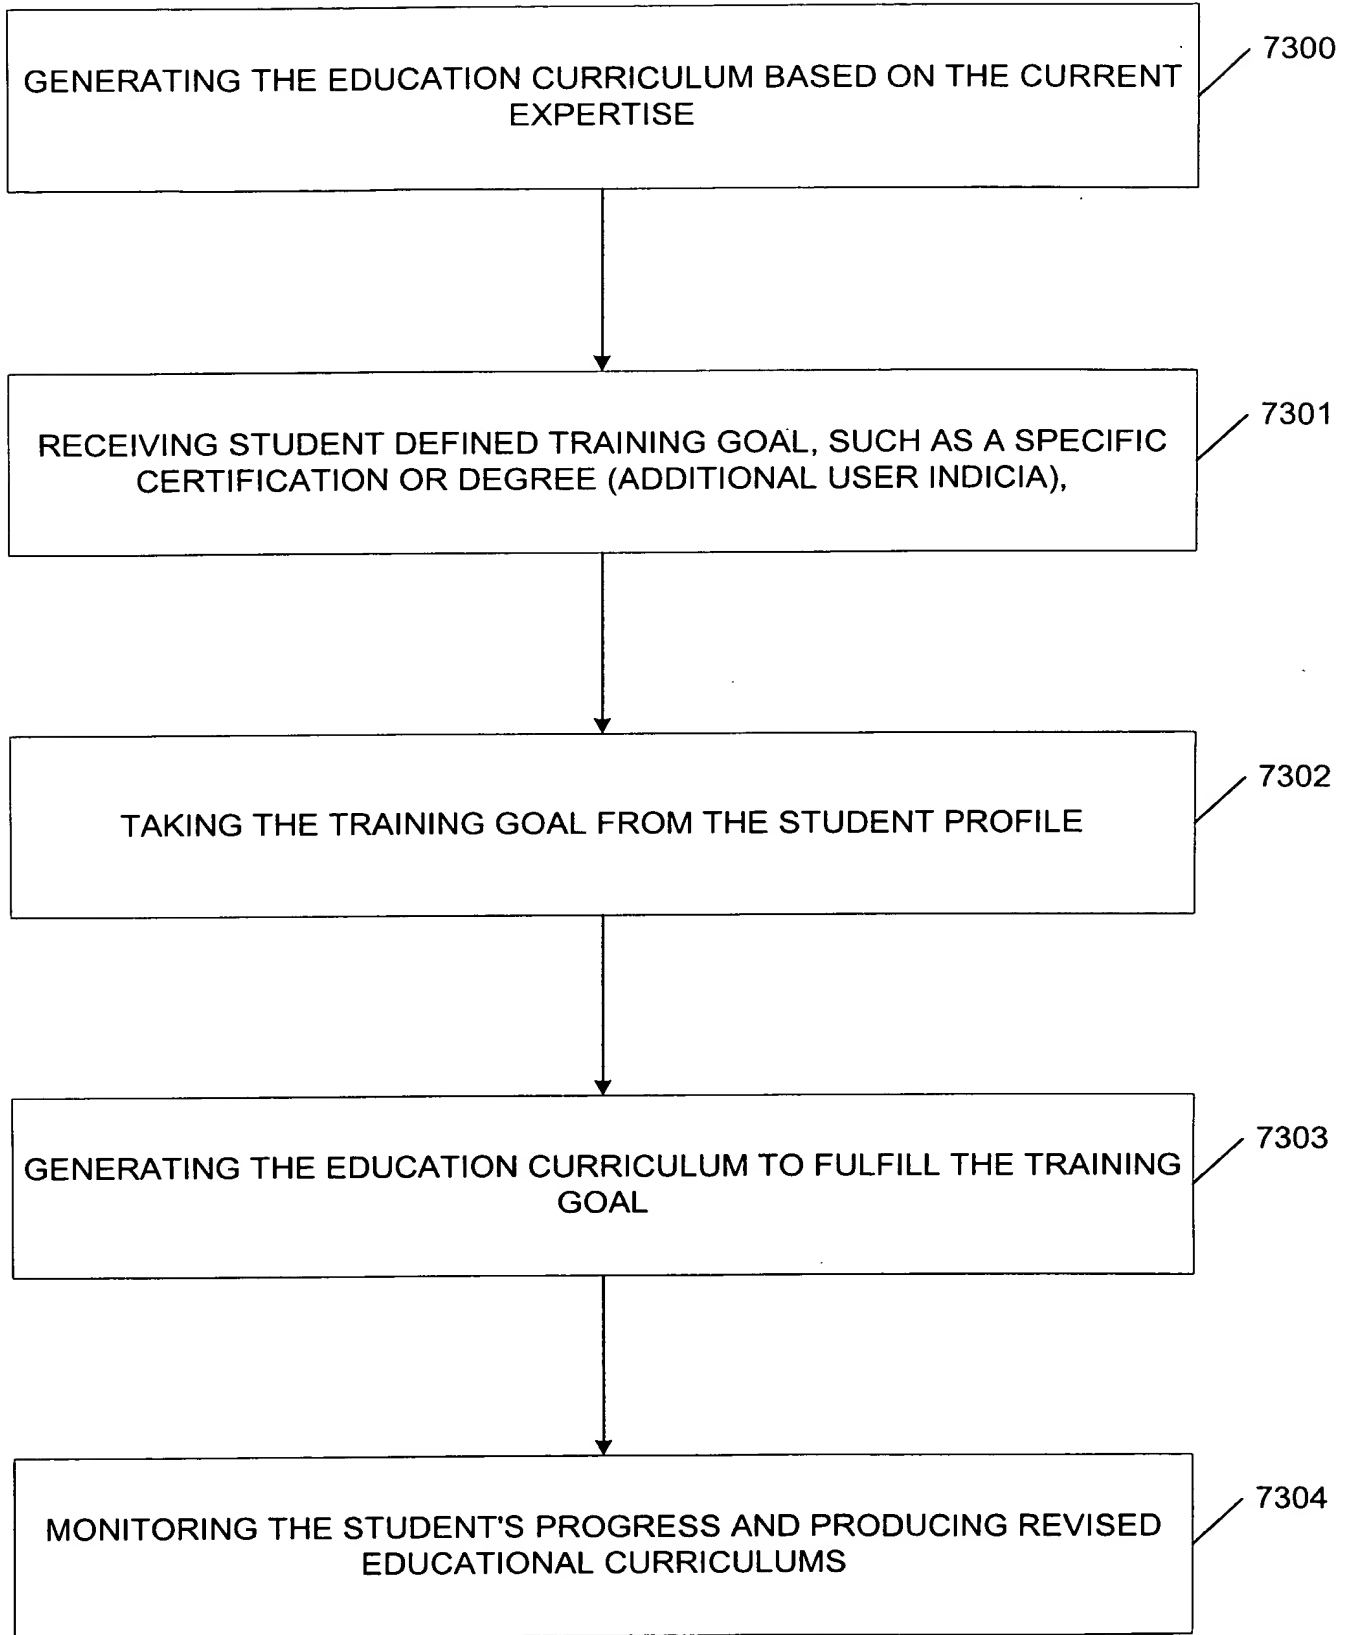 GENERATING THE EDUCATION CURRICULUM BASED ON THE CURRENT
EXPERTISE
7300
RECEIVING STUDENT DEFINED TRAINING GOAL, SUCH AS A SPECIFIC
CERTIFICATION OR DEGREE (ADDITIONAL USER INDICIA),
7301
TAKING THE TRAINING GOAL FROM THE STUDENT PROFILE
7302
GENERATING THE EDUCATION CURRICULUM TO FULFILL THE TRAINING
GOAL
7303
MONITORING THE STUDENT'S PROGRESS AND PRODUCING REVISED
EDUCATIONAL CURRICULUMS
7304